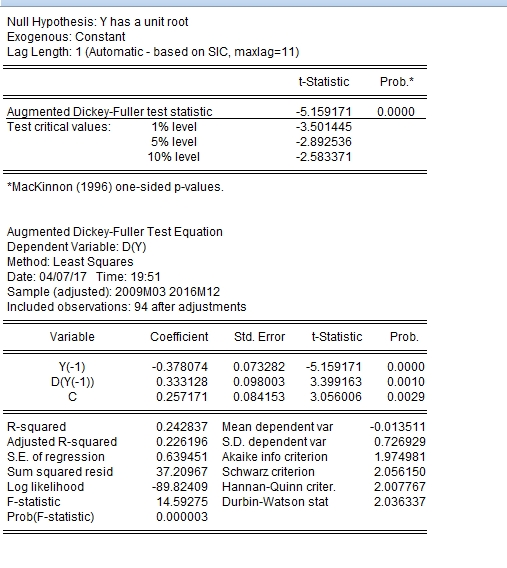 Null Hypothesis: Y has a unit root
Exogenous: Constant
Lag Length: 1 (Automatic - based on SIC, maxlag=11)
t-Statistic Prob.*
Augmented Dickey-Fuller test statistic -5.159171 0.0000
Test critical values: 1% level -3.501445
5% level -2.892536
10% level -2.583371
*MacKinnon (1996) one-sided p-values.
Augmented Dickey-Fuller Test Equation
Dependent Variable: D(Y)
Method: Least Squares
Date: 04/07/17 Time: 19:51
Sample (adjusted): 2009M03 2016M12
Included observations: 94 after adjustments
Variable Coefficient Std. Error t-Statistic Prob.
Y(-1) -0.378074 0.073282 -5.159171 0.0000
D(Y(-1)) 0.333128 0.098003 3.399163 0.0010
C 0.257171 0.084153 3.056006 0.0029
R-squared 0.242837 Mean dependent var -0.013511
Adjusted R-squared 0.226196 S.D. dependent var 0.726929
S.E. of regression 0.639451 Akaike info criterion 1.974981
Sum squared resid 37.20967 Schwarz criterion 2.056150
Log likelihood -89.82409 Hannan-Quinn criter. 2.007767
F-statistic 14.59275 Durbin-Watson stat 2.036337
Prob(F-statistic) 0.000003